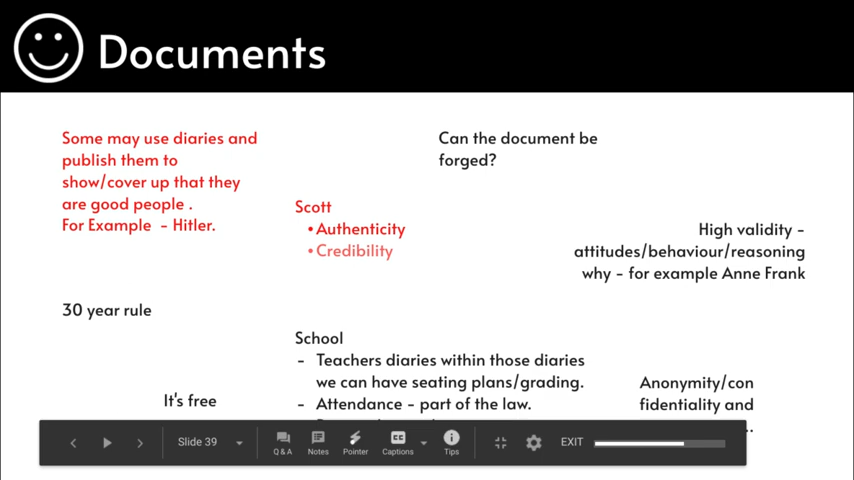 Documents
Some may use diaries and
publish them to
show/cover up that they
are good people .
For Example - Hitler.
Can the document be
forged?
Scott
•Authenticity
•Credibility
High validity -
attitudes/behaviour/reasoning
why - for example Anne Frank
30 year rule
School
- Teachers diaries within those diaries
we can have seating plans/grading.
- Attendance - part of the law.
It's free
Anonymity/con
fidentiality and
Slide 39
Q & A
Notes
Pointer
Captions
Tips
EXIT